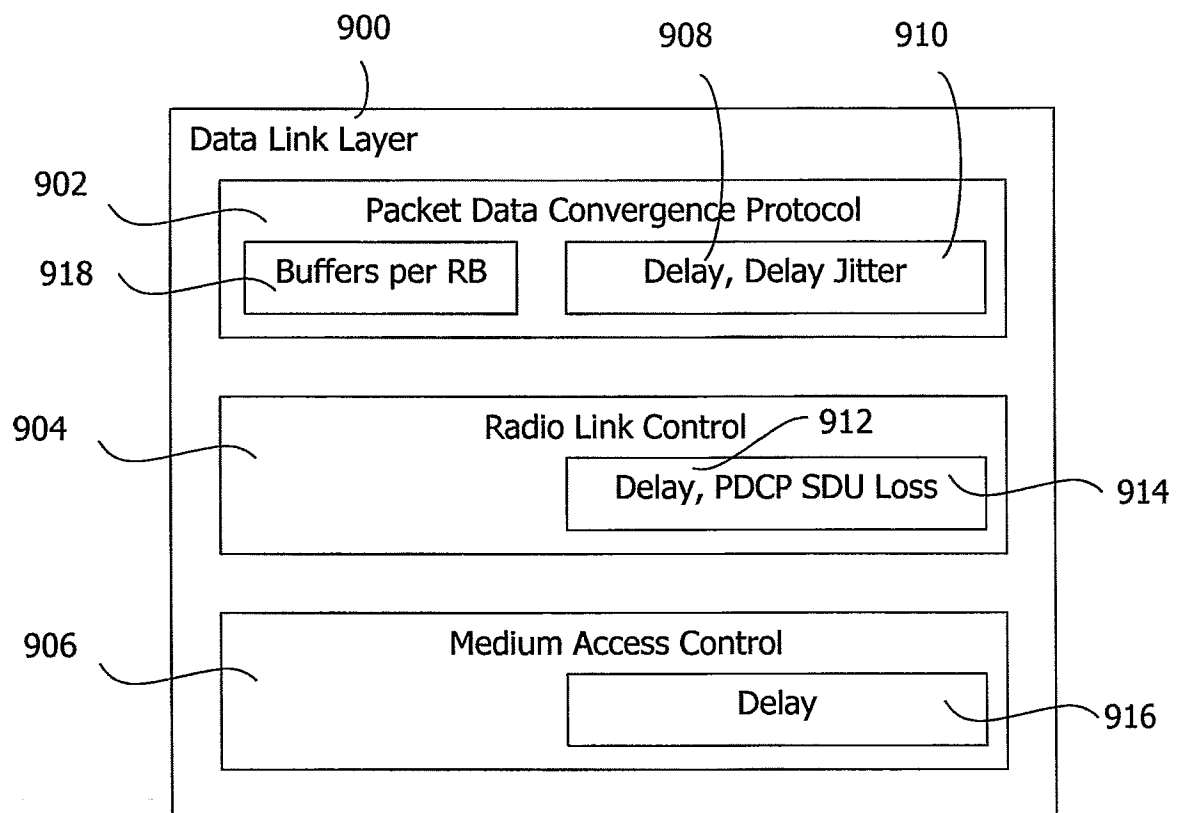 900
908
910
Data Link Layer
902
Packet Data Convergence Protocol
918
Buffers per RB
Delay, Delay Jitter
904
Radio Link Control
912
Delay, PDCP SDU Loss
914
906
Medium Access Control
Delay
916